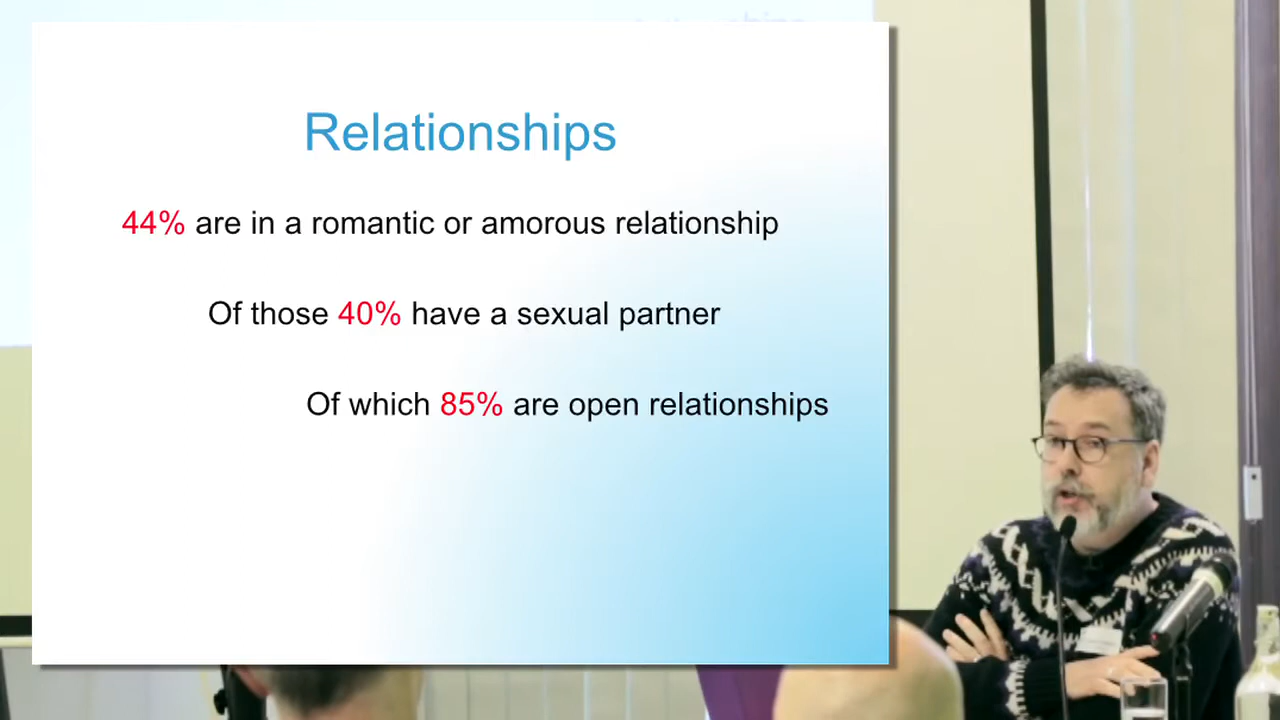 Relationships
44% are in a romantic or amorous relationship
Of those 40% have a sexual partner
Of which 85% are open relationships